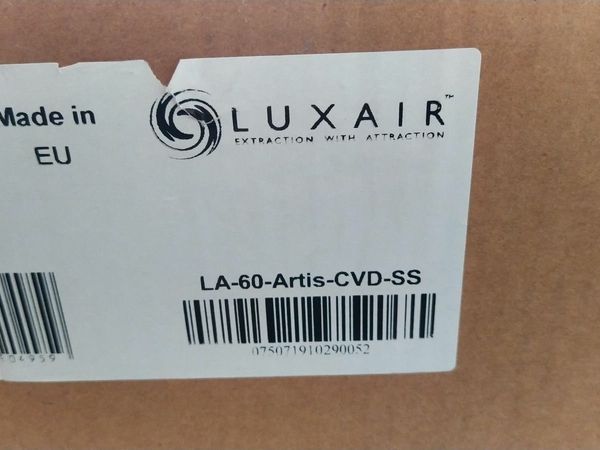 Made in
EU
LUXAIR™
EXTRACTION WITH ATTRACTION
LA-60-Artis-CVD-SS
075071910290052